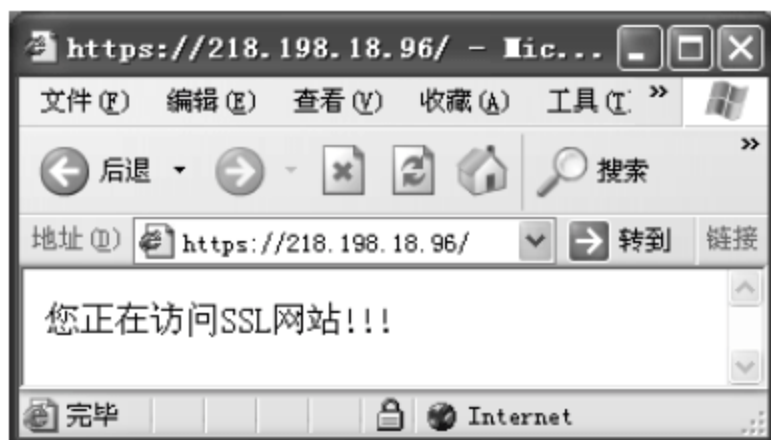 https://218.198.18.96/ - Mic...
文件(F) 编辑(E) 查看(V) 收藏(A) 工具(T) »
后退 搜索 »
地址(D) https://218.198.18.96/ 转到 链接
您正在访问SSL网站!!!
完毕 Internet